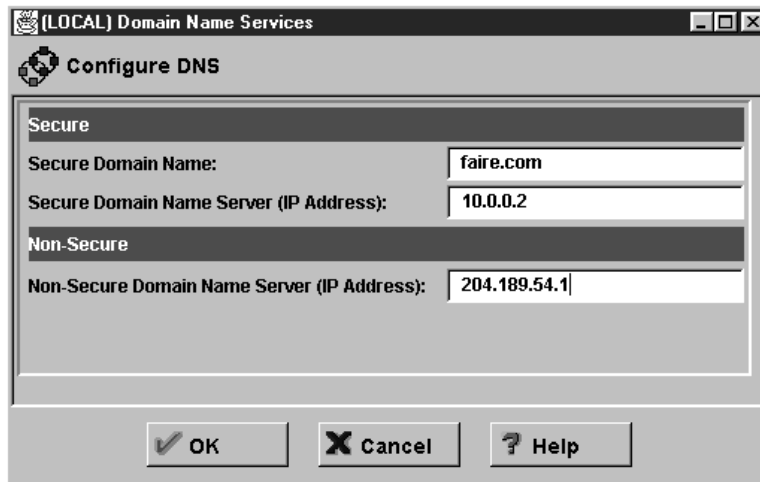 (LOCAL) Domain Name Services
Configure DNS
Secure
Secure Domain Name: faire.com
Secure Domain Name Server (IP Address): 10.0.0.2
Non-Secure
Non-Secure Domain Name Server (IP Address): 204.189.54.1
OK Cancel Help